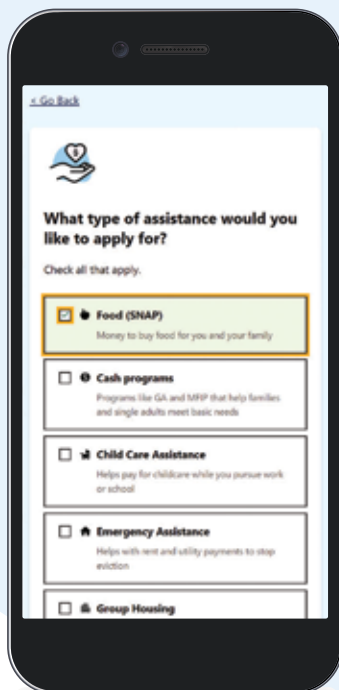 < Go Back
What type of assistance would you
like to apply for?
Check all that apply.
Food (SNAP)
Money to buy food for you and your family
Cash programs
Programs like GA and MFIP that help families
and single adults meet basic needs
Child Care Assistance
Helps pay for childcare while you pursue work
or school
Emergency Assistance
Helps with rent and utility payments to stop
eviction
Group Housing